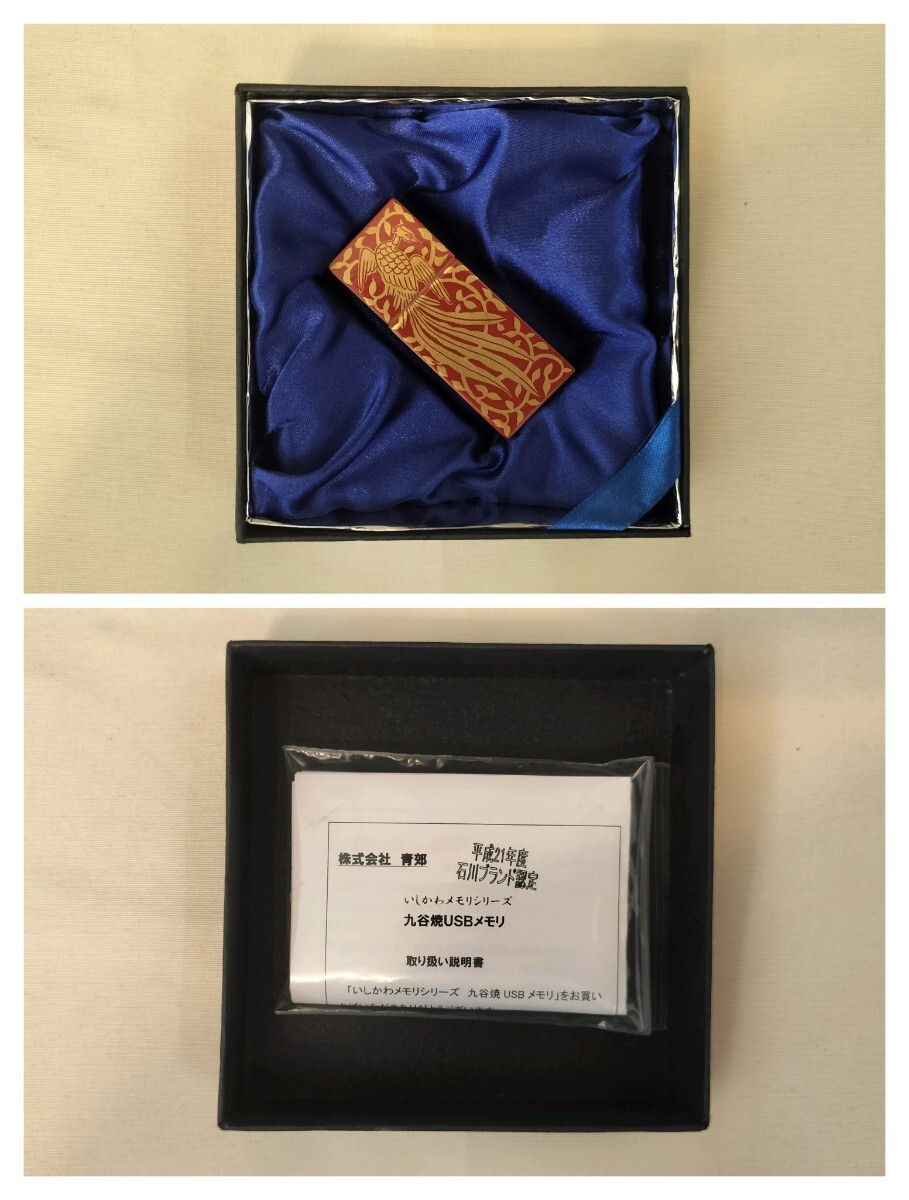 株式会社 青郊
平成21年度
石川ブランド認定
いしかわメモリシリーズ
九谷焼USBメモリ
取り扱い説明書
「いしかわメモリシリーズ 九谷焼 USB メモリ」をお買い